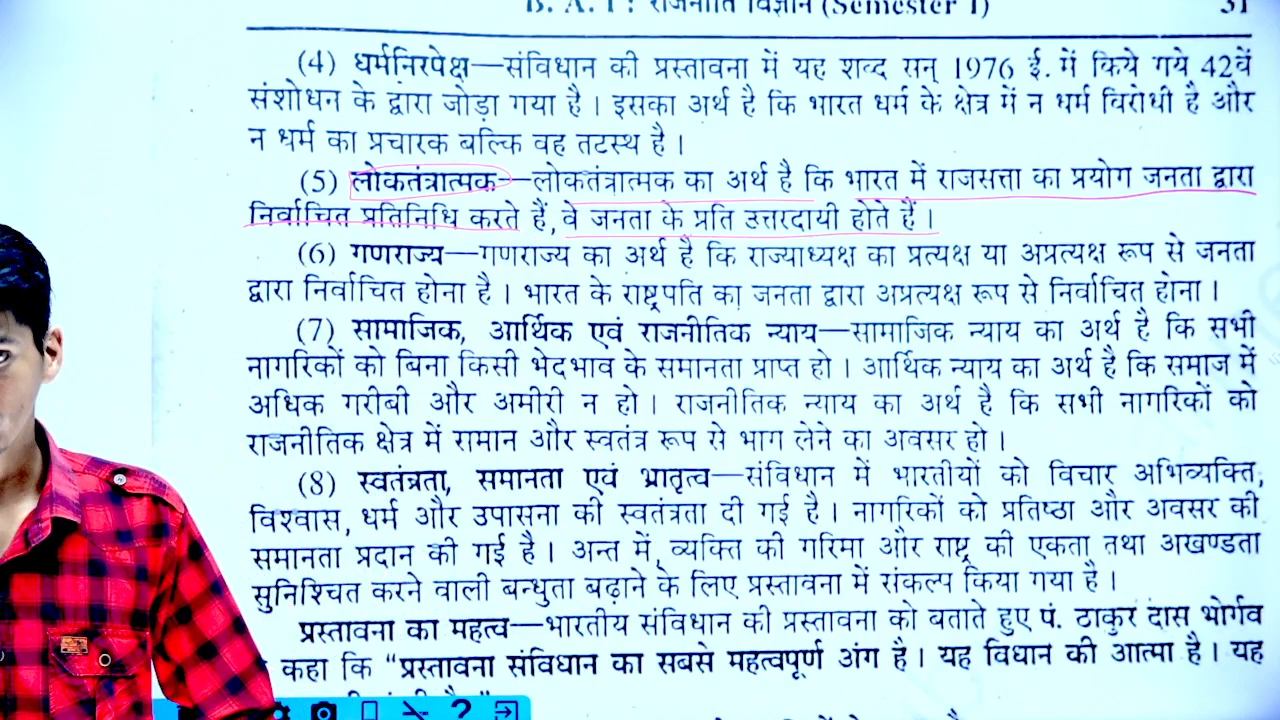 B. A. I : राजनीति विज्ञान (Semester I) 31
(4) धर्मनिरपेक्ष—संविधान की प्रस्तावना में यह शब्द सन् 1976 ई. में किये गये 42वें
संशोधन के द्वारा जोड़ा गया है। इसका अर्थ है कि भारत धर्म के क्षेत्र में न धर्म विरोधी है और
न धर्म का प्रचारक बल्कि वह तटस्थ है।
(5) लोकतंत्रात्मक—लोकतंत्रात्मक का अर्थ है कि भारत में राजसत्ता का प्रयोग जनता द्वारा
निर्वाचित प्रतिनिधि करते हैं, वे जनता के प्रति उत्तरदायी होते हैं।
(6) गणराज्य—गणराज्य का अर्थ है कि राज्याध्यक्ष का प्रत्यक्ष या अप्रत्यक्ष रूप से जनता
द्वारा निर्वाचित होना है। भारत के राष्ट्रपति का जनता द्वारा अप्रत्यक्ष रूप से निर्वाचित होना।
(7) सामाजिक, आर्थिक एवं राजनीतिक न्याय—सामाजिक न्याय का अर्थ है कि सभी
नागरिकों को बिना किसी भेदभाव के समानता प्राप्त हो। आर्थिक न्याय का अर्थ है कि समाज में
अधिक गरीबी और अमीरी न हो। राजनीतिक न्याय का अर्थ है कि सभी नागरिकों को
राजनीतिक क्षेत्र में समान और स्वतंत्र रूप से भाग लेने का अवसर हो।
(8) स्वतंत्रता, समानता एवं भ्रातृत्व—संविधान में भारतीयों को विचार अभिव्यक्ति,
विश्वास, धर्म और उपासना की स्वतंत्रता दी गई है। नागरिकों को प्रतिष्ठा और अवसर की
समानता प्रदान की गई है। अन्त में, व्यक्ति की गरिमा और राष्ट्र की एकता तथा अखण्डता
सुनिश्चित करने वाली बन्धुता बढ़ाने के लिए प्रस्तावना में संकल्प किया गया है।
प्रस्तावना का महत्व—भारतीय संविधान की प्रस्तावना को बताते हुए पं. ठाकुर दास भोर्गव
कहा कि "प्रस्तावना संविधान का सबसे महत्वपूर्ण अंग है। यह विधान की आत्मा है। यह